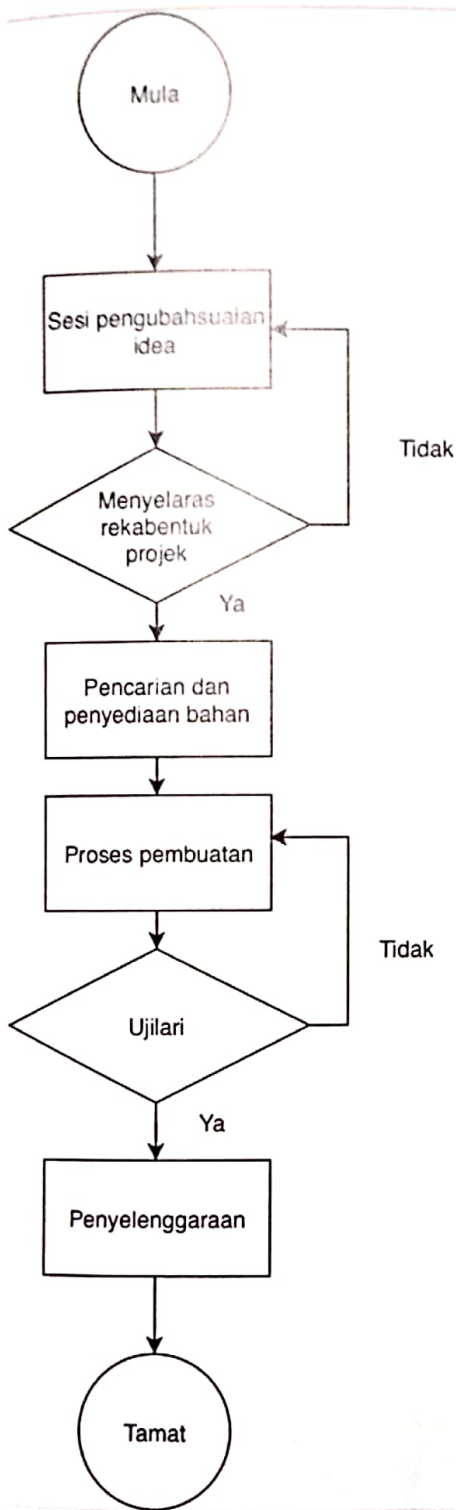 Mula
Sesi pengubahsuaian
idea
Tidak
Menyelaras
rekabentuk
projek
Ya
Pencarian dan
penyediaan bahan
Proses pembuatan
Tidak
Ujilari
Ya
Penyelenggaraan
Tamat